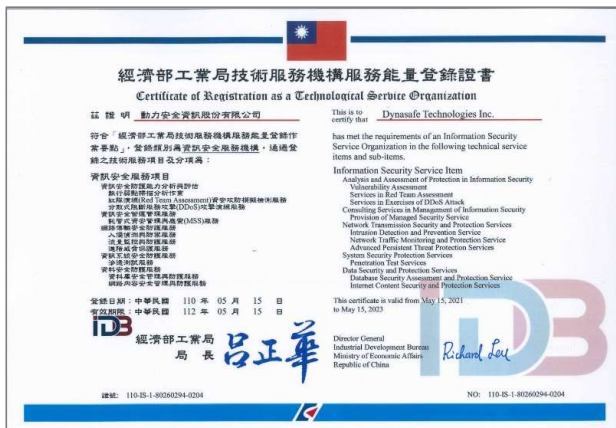 經濟部工業局技術服務機構服務能量登錄證書
Certificate of Registration as a Technological Service Organization
茲證明 動力安全資訊股份有限公司
符合「經濟部工業局技術服務機構服務能量登錄作
業要點」，登錄類別為資訊安全服務機構，通過登
錄之技術服務項目及分項為：
資訊安全服務項目
資訊安全防護能力分析與評估
執行弱點掃描分析作業
紅隊演練(Red Team Assessment)資安攻防模擬檢測服務
分散式阻斷服務攻擊(DDoS)攻擊演練服務
資訊安全管理管理服務
託管式資安管理與監實(MSS)服務
網路傳輸安全防護服務
入侵偵測與防禦服務
流量監控與防護服務
進階威脅保護服務
資訊系統安全防護服務
滲透測試服務
資料安全防護服務
資料庫安全管理與防護服務
網路內容安全管理與防護服務
登錄日期：中華民國 110 年 05 月 15 日
有效期限：中華民國 112 年 05 月 15 日
IDB
經濟部工業局
局長 呂正華
證號: 110-IS-1-80260294-0204
This is to
certify that Dynasafe Technologies Inc.
has met the requirements of an Information Security
Service Organization in the following technical service
items and sub-items.
Information Security Service Item
Analysis and Assessment of Protection in Information Security
Vulnerability Assessment
Services in Red Team Assessment
Services in Exercises of DDoS Attack
Consulting Services in Management of Information Security
Provision of Managed Security Service
Network Transmission Security and Protection Services
Intrusion Detection and Prevention Service
Network Traffic Monitoring and Protection Service
Advanced Persistent Threat Protection Services
System Security Protection Services
Penetration Test Services
Data Security and Protection Services
Database Security Assessment and Protection Service
Internet Content Security and Protection Services
This certificate is valid from May 15, 2021
to May 15, 2023
Director General
Industrial Development Bureau
Ministry of Economic Affairs
Republic of China
Richard Leu
IDB
NO: 110-IS-1-80260294-0204